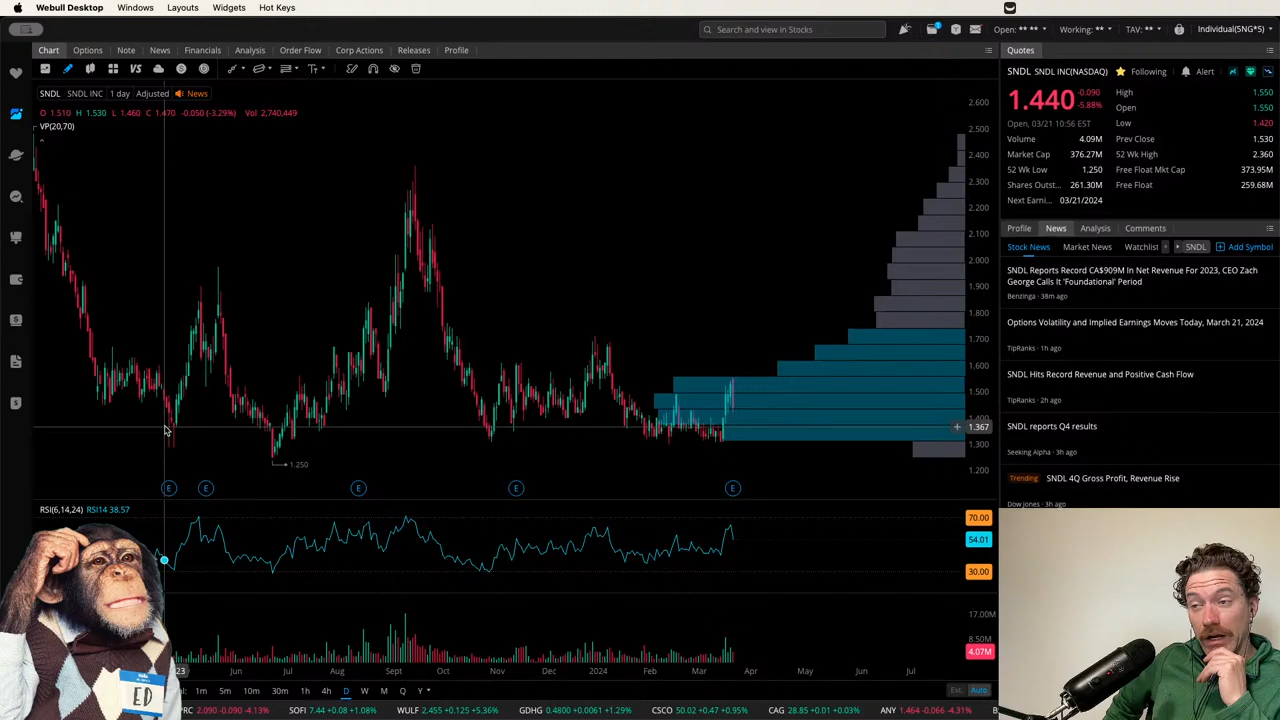 Webull Desktop Windows Layouts Widgets Hot Keys
Search and see in Stocks
Open: ** ** Working: ** TAV: ** Individual(5NG*5)
Chart Options Note News Financials Analysis Order Flow Corp Actions Releases Profile
Quotes
VS
SNDL SNDL INC 1 day Adjusted News
O 1.510 H 1.530 L 1.460 C 1.470 -0.050 (-3.29%) Vol 2,740,449
VP(20,70)
2.600
2.500
2.400
2.300
2.200
2.100
2.000
1.900
1.800
1.700
1.600
1.500
1.400
1.367
1.300
1.200
1.250
E E E E E
RSI(6,14,24) RSI14 38.57
70.00
54.01
30.00
17.00M
8.50M
4.07M
23 Jun Jul Aug Sept Oct Nov 2024 Feb Mar Apr May Jun Jul
1m 5m 10m 30m 1h 4h D W M Q Y
Ext. Auto
2.090 -0.090 -4.13% SOFI 7.44 +0.08 +1.08% WULF 2.455 +0.125 +5.36% GDHG 0.4800 +0.0061 +1.29% CSCO 50.02 +0.47 +0.95% CAG 28.85 +0.01 +0.03% ANY 1.464 -0.066 -4.31%
SNDL SNDL INC(NASDAQ) Following Alert
1.440 -0.090
-5.88%
Open, 03/21 10:56 EST
High 1.550
Open 1.550
Low 1.420
Volume 4.09M Prev Close 1.530
Market Cap 376.27M 52 Wk High 2.360
52 Wk Low 1.250 Free Float Mkt Cap 373.95M
Shares Outst... 261.30M Free Float 259.68M
Next Earni... 03/21/2024
Profile News Analysis Comments
Stock News Market News Watchlist SNDL Add Symbol
SNDL Reports Record CA$909M In Net Revenue For 2023, CEO Zach
George Calls It 'Foundational' Period
Benzinga · 38m ago
Options Volatility and Implied Earnings Moves Today, March 21, 2024
TipRanks · 1h ago
SNDL Hits Record Revenue and Positive Cash Flow
TipRanks · 2h ago
SNDL reports Q4 results
Seeking Alpha · 3h ago
Trending SNDL 4Q Gross Profit, Revenue Rise
Dow Jones · 3h ago
ED